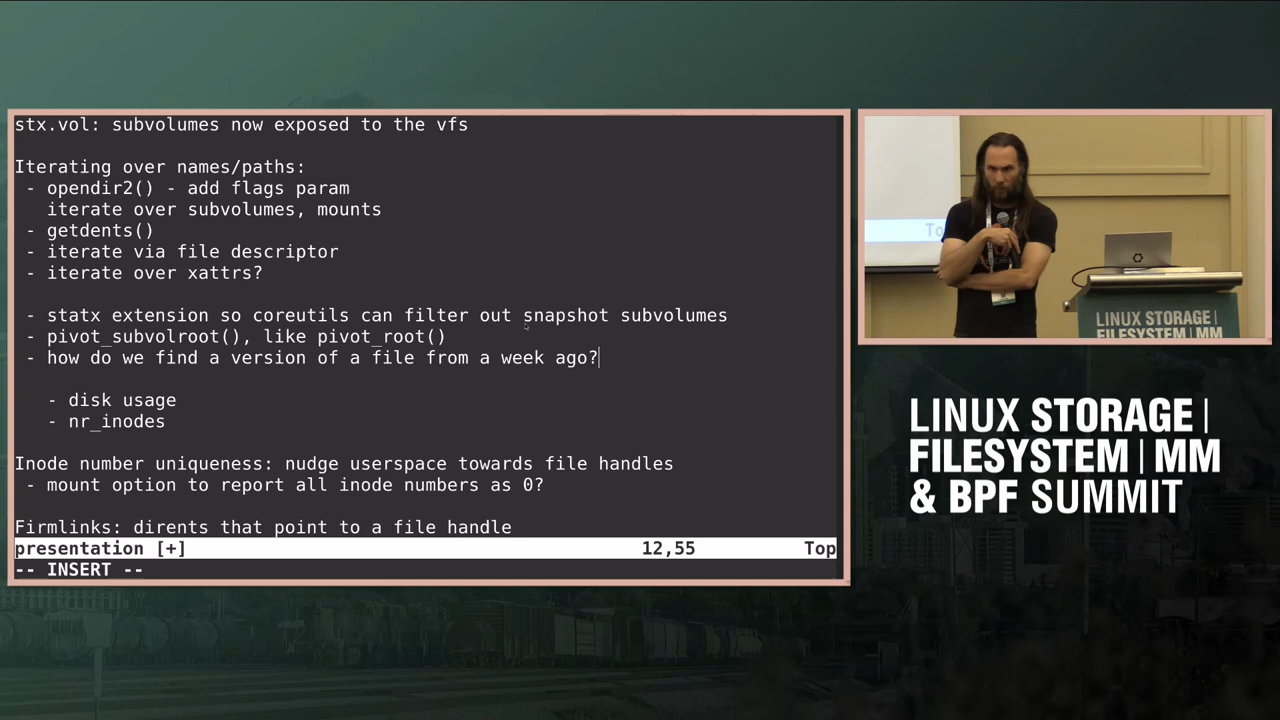 stx.vol: subvolumes now exposed to the vfs
Iterating over names/paths:
- opendir2() - add flags param
iterate over subvolumes, mounts
- getdents()
- iterate via file descriptor
- iterate over xattrs?
- statx extension so coreutils can filter out snapshot subvolumes
- pivot_subvolroot(), like pivot_root()
- how do we find a version of a file from a week ago?
- disk usage
- nr_inodes
Inode number uniqueness: nudge userspace towards file handles
- mount option to report all inode numbers as 0?
Firmlinks: dirents that point to a file handle
presentation [+] 12,55 Top
-- INSERT --
To
LINUX STORAGE |
FILESYSTEM | MM
LINUX STORAGE |
FILESYSTEM | MM
& BPF SUMMIT